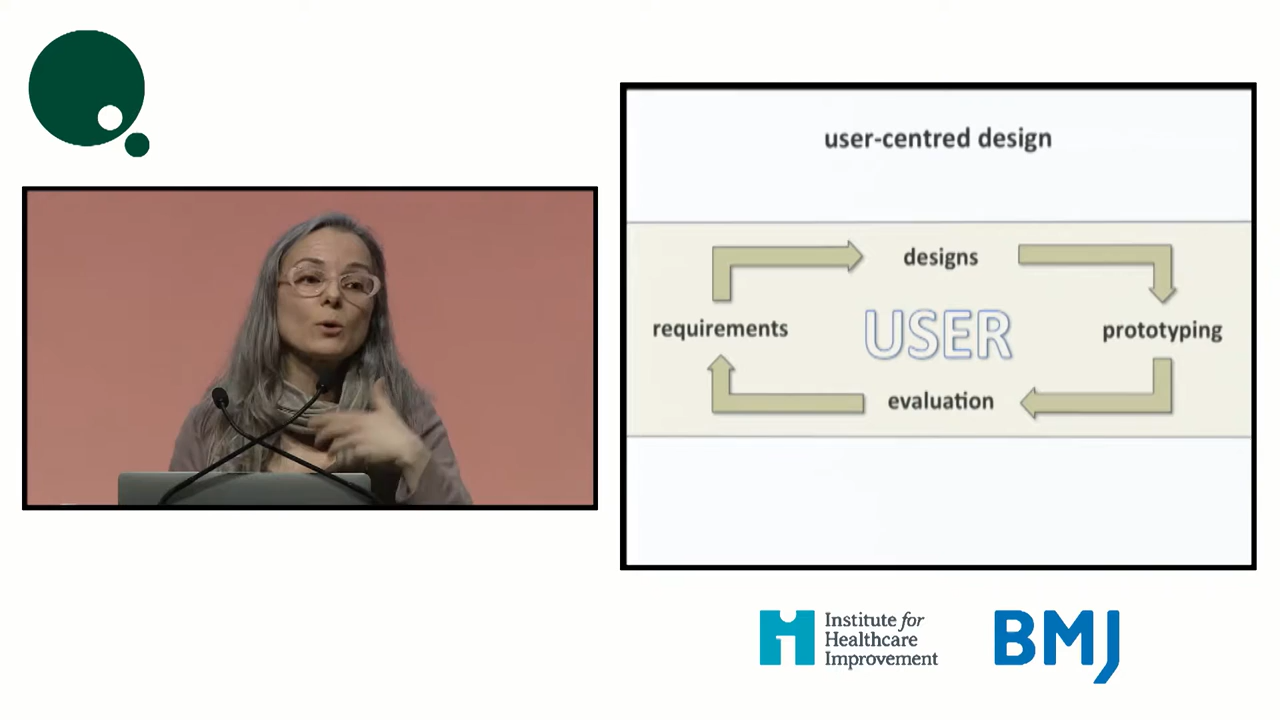 user-centred design
designs
requirements
USER
prototyping
evaluation
Institute for
Healthcare
Improvement
BMJ